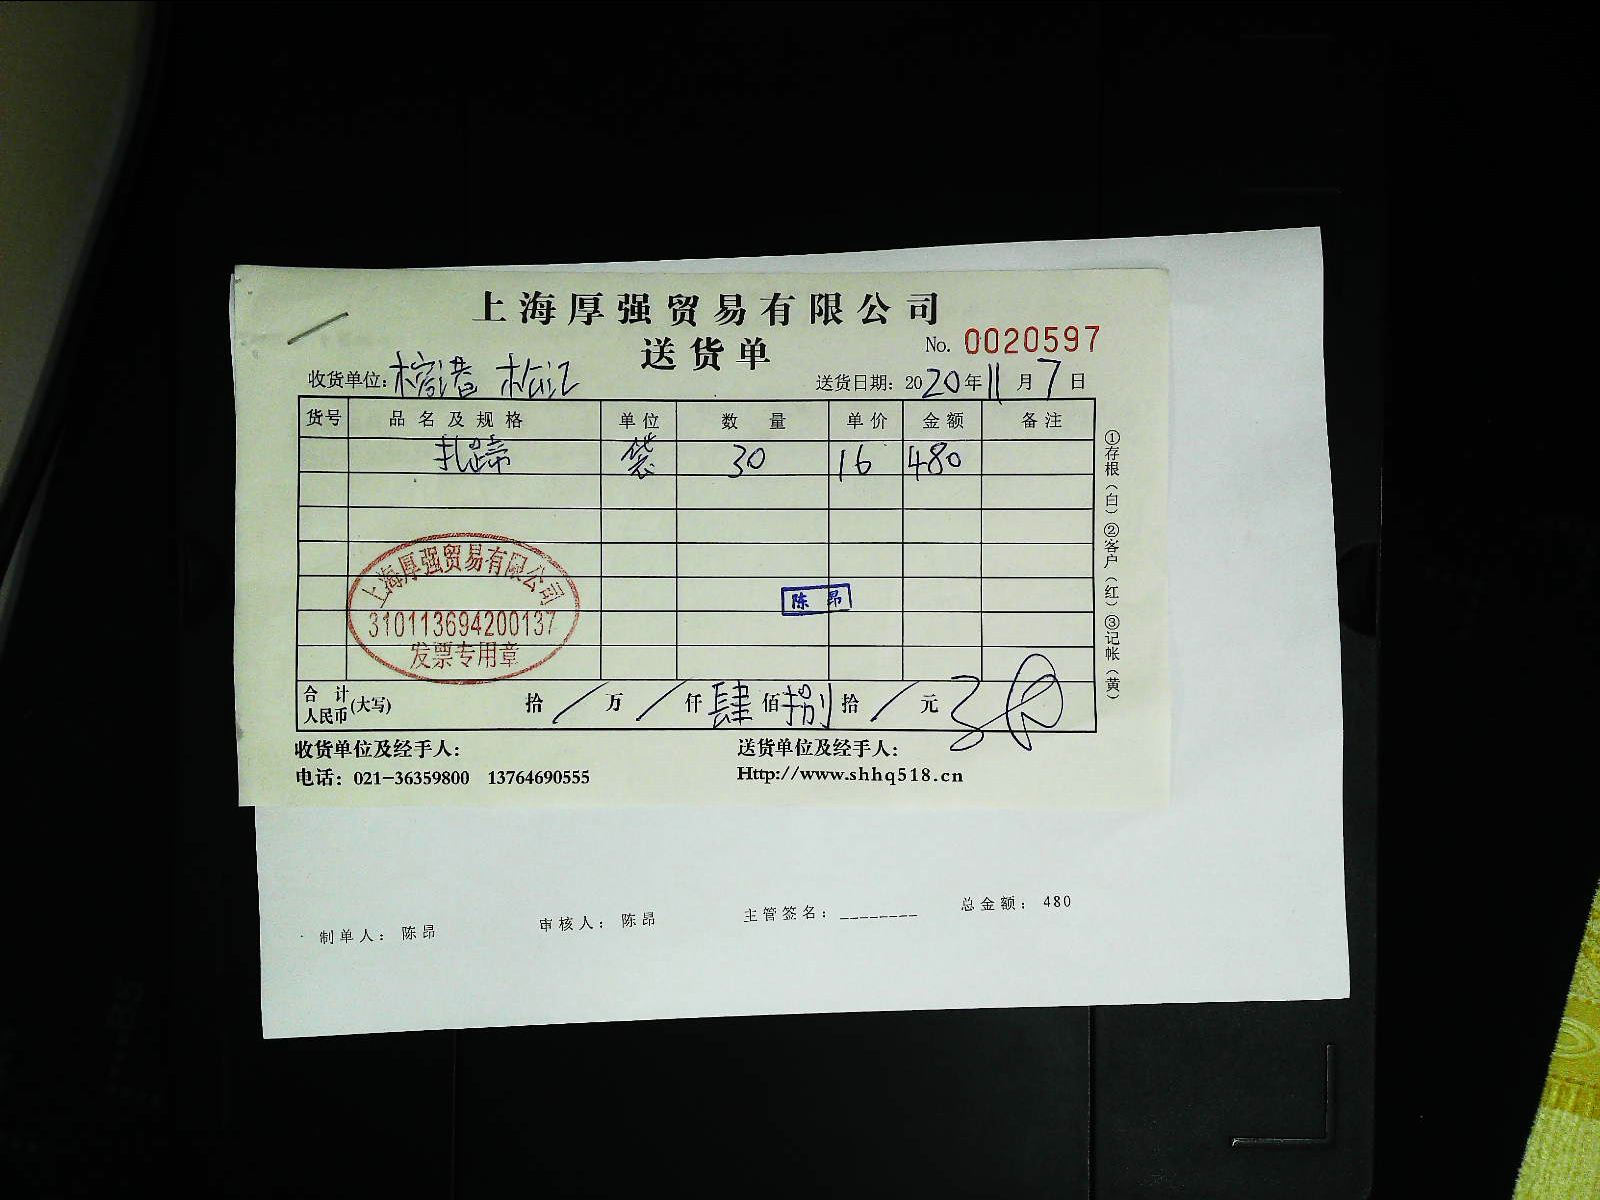 上海厚强贸易有限公司
送货单
No. 0020597
收货单位:
送货日期: 2020年11月7日
货号 品名及规格 单位 数量 单价 金额 备注
扎蹄 袋 30 16 480
上海厚强贸易有限公司
310113694200137
发票专用章
陈昂
合计人民币(大写) 拾 / 万 / 仟 肆 佰 捌 拾 / 元
收货单位及经手人:
送货单位及经手人:
电话: 021-36359800 13764690555
Http://www.shhq518.cn
①存根(白)②客户(红)③记帐(黄)
制单人: 陈昂 审核人: 陈昂 主管签名: ________ 总金额: 480